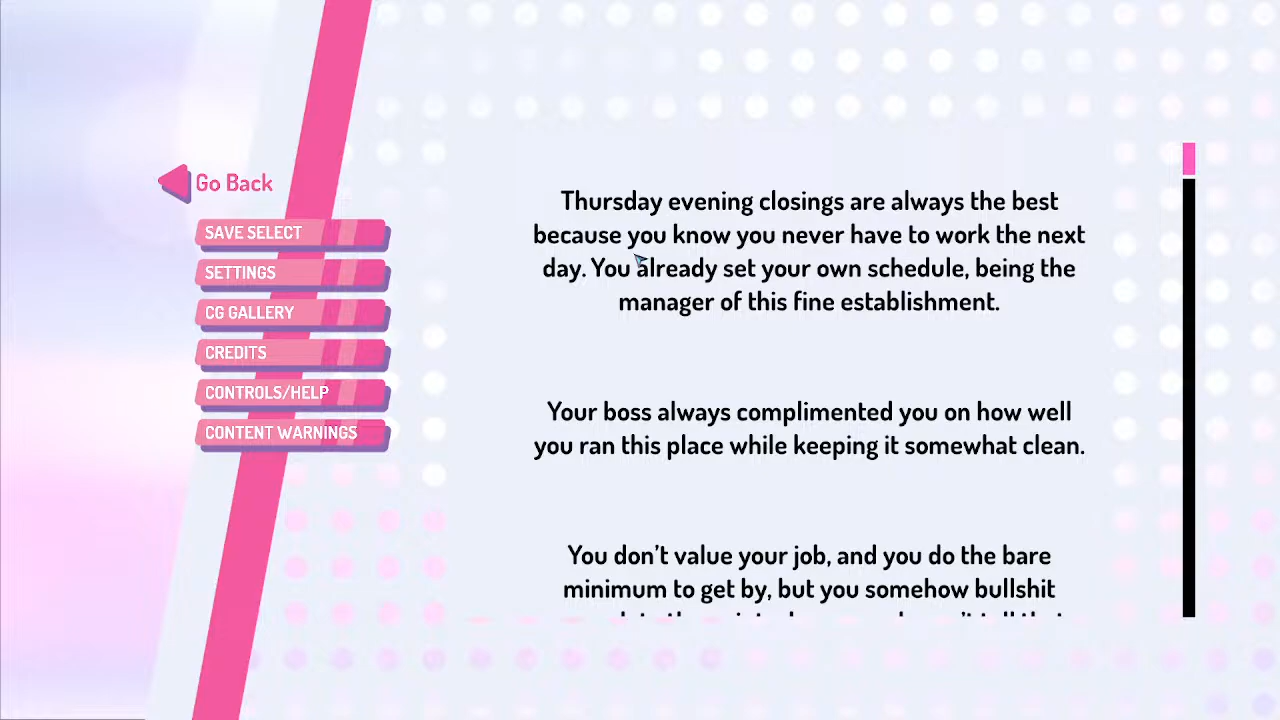 Go Back
SAVE SELECT
SETTINGS
CG GALLERY
CREDITS
CONTROLS/HELP
CONTENT WARNINGS
Thursday evening closings are always the best
because you know you never have to work the next
day. You already set your own schedule, being the
manager of this fine establishment.
Your boss always complimented you on how well
you ran this place while keeping it somewhat clean.
You don't value your job, and you do the bare
minimum to get by, but you somehow bullshit